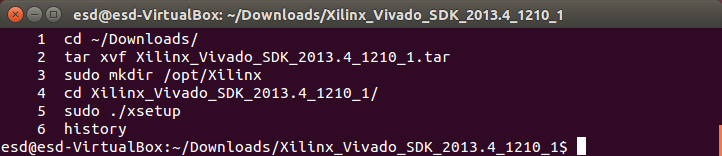 esd@esd-VirtualBox: ~/Downloads/Xilinx_Vivado_SDK_2013.4_1210_1
1 cd ~/Downloads/
2 tar xvf Xilinx_Vivado_SDK_2013.4_1210_1.tar
3 sudo mkdir /opt/Xilinx
4 cd Xilinx_Vivado_SDK_2013.4_1210_1/
5 sudo ./xsetup
6 history
esd@esd-VirtualBox:~/Downloads/Xilinx_Vivado_SDK_2013.4_1210_1$